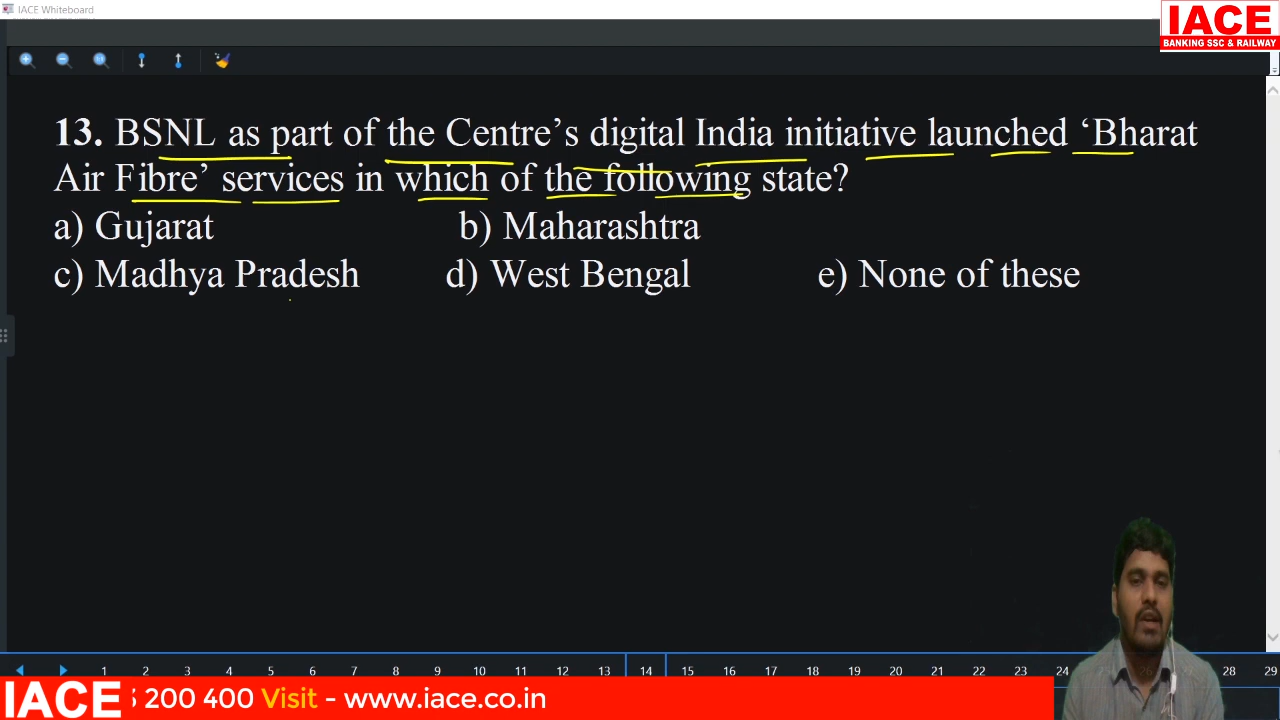 IACE Whiteboard
IACE
BANKING SSC & RAILWAY
13. BSNL as part of the Centre's digital India initiative launched ‘Bharat
Air Fibre’ services in which of the following state?
a) Gujarat b) Maharashtra
c) Madhya Pradesh d) West Bengal e) None of these
1 2 3 4 5 6 7 8 9 10 11 12 13 14 15 16 17 18 19 20 21 22 23 24 28 29
IACE 200 400 Visit - www.iace.co.in